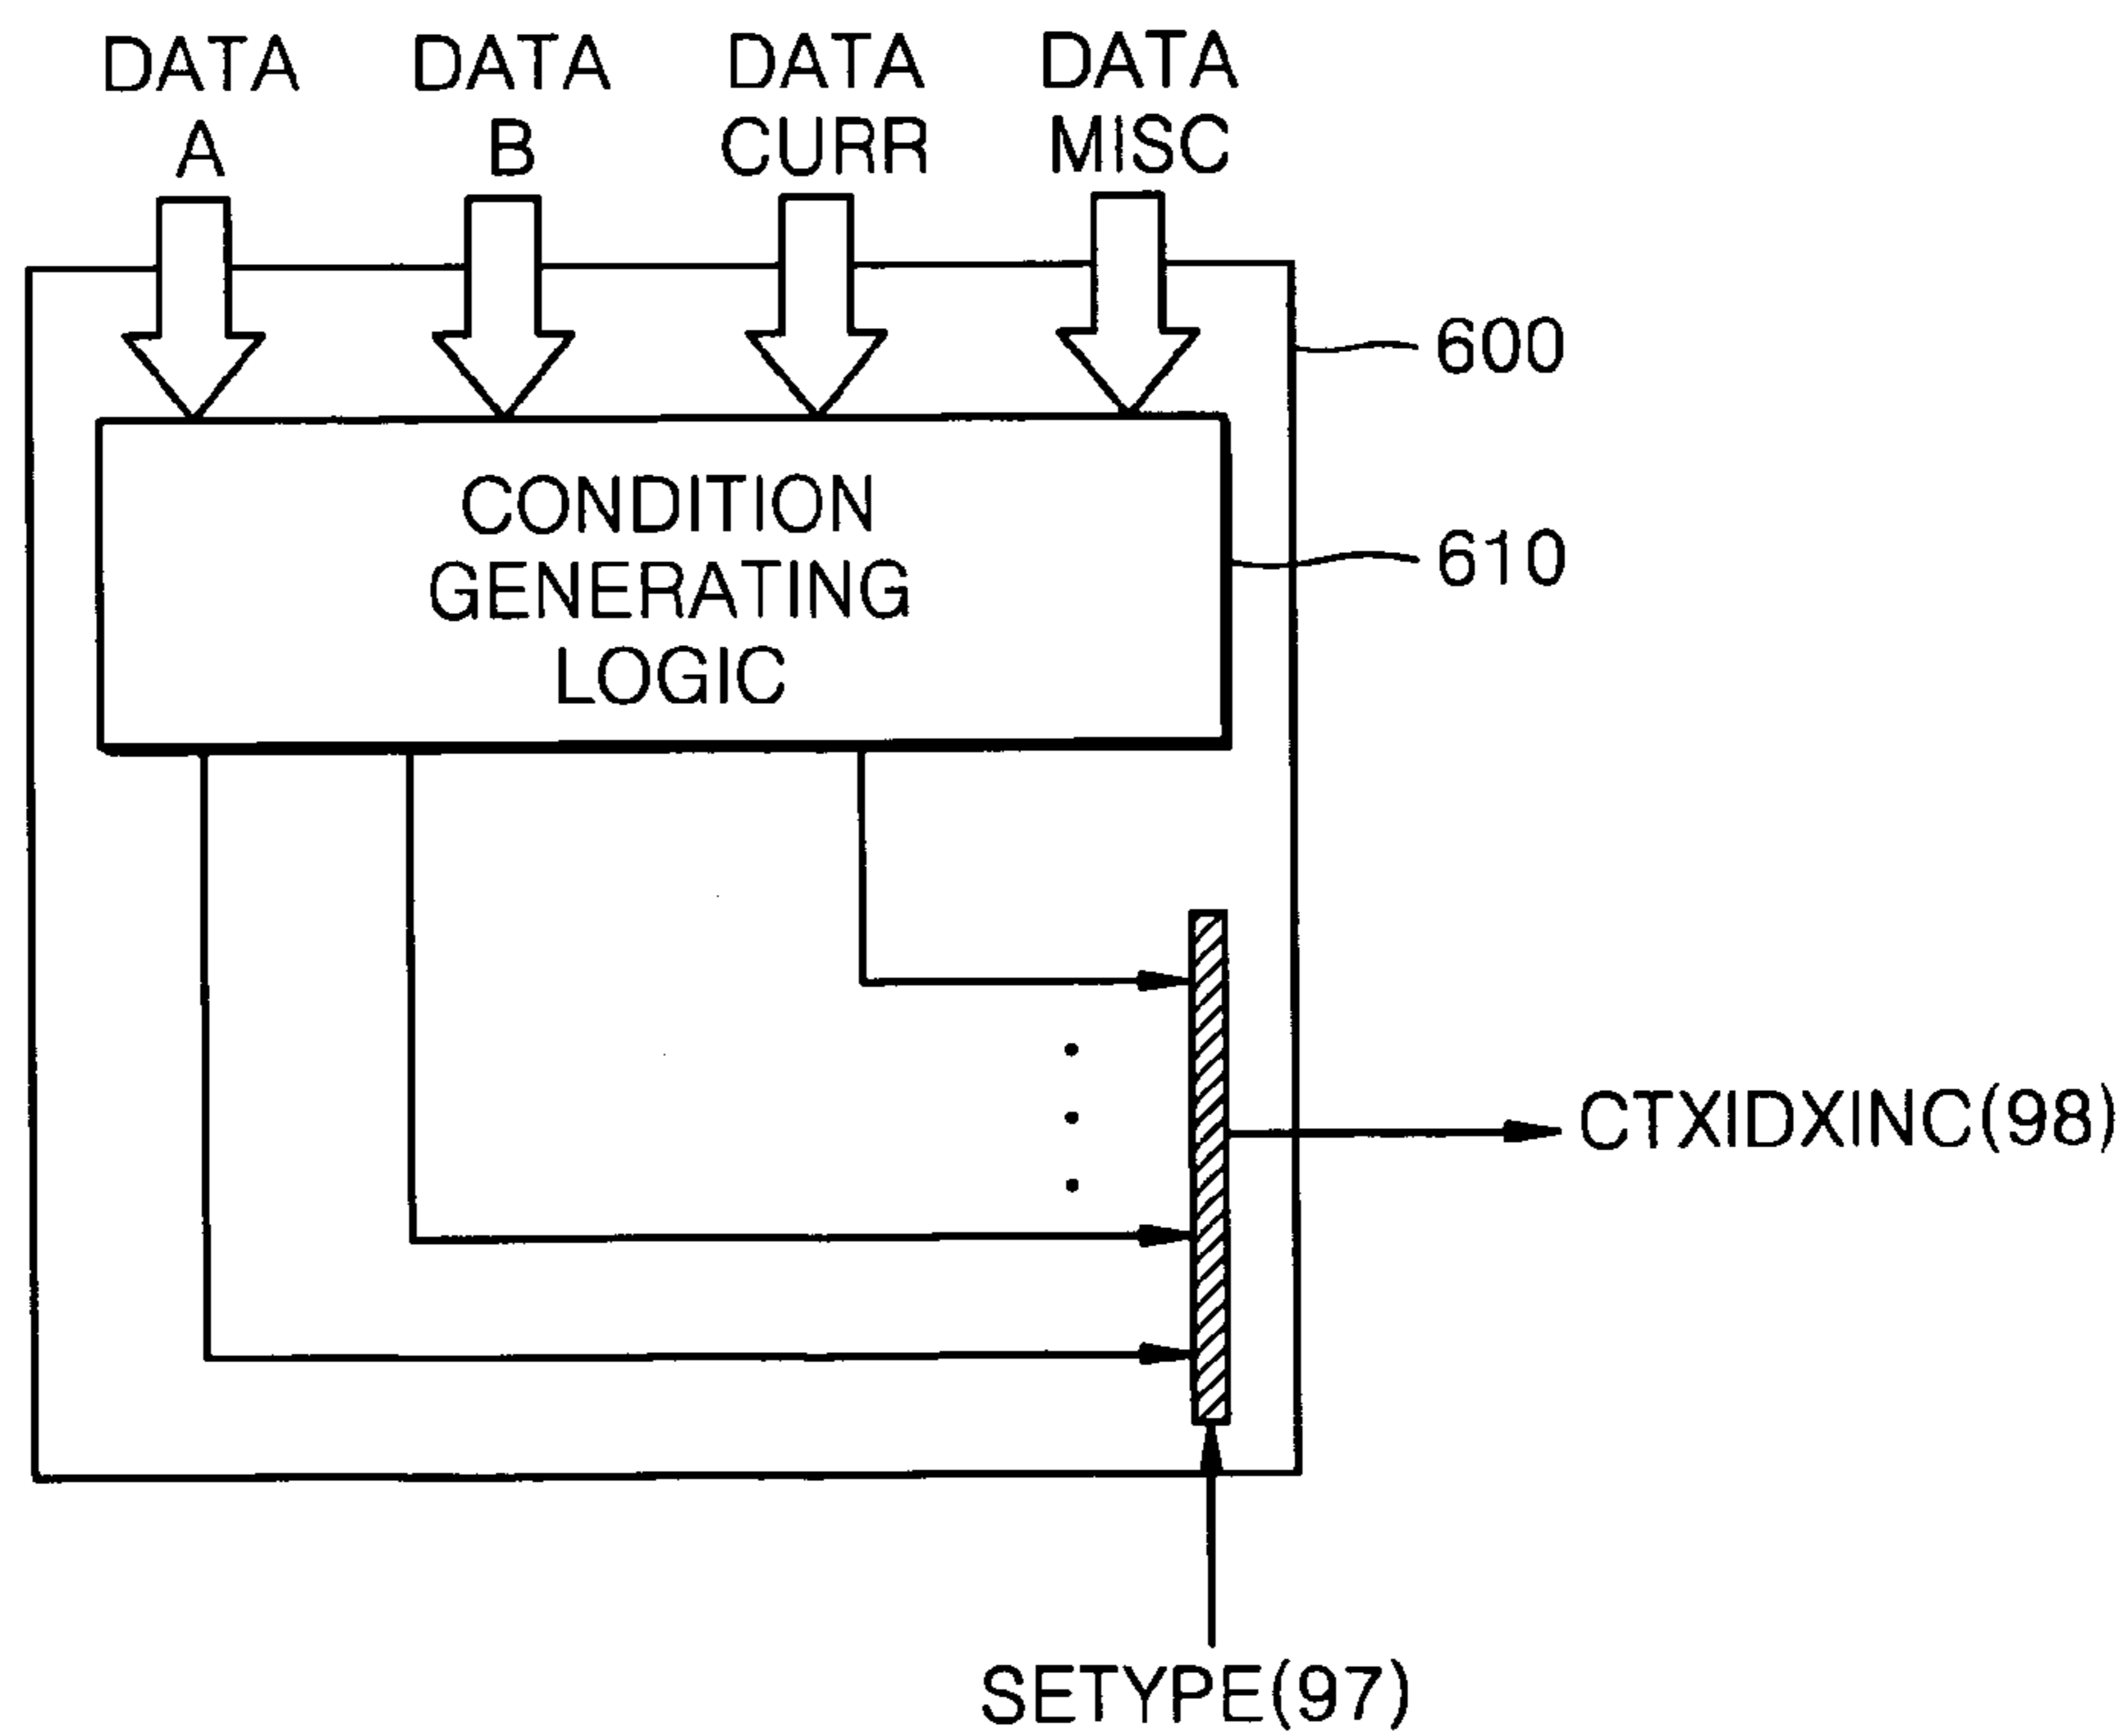 DATA
A
DATA
B
DATA
CURR
DATA
MISC
600
CONDITION
GENERATING
LOGIC
610
CTXIDXINC(98)
SETYPE(97)